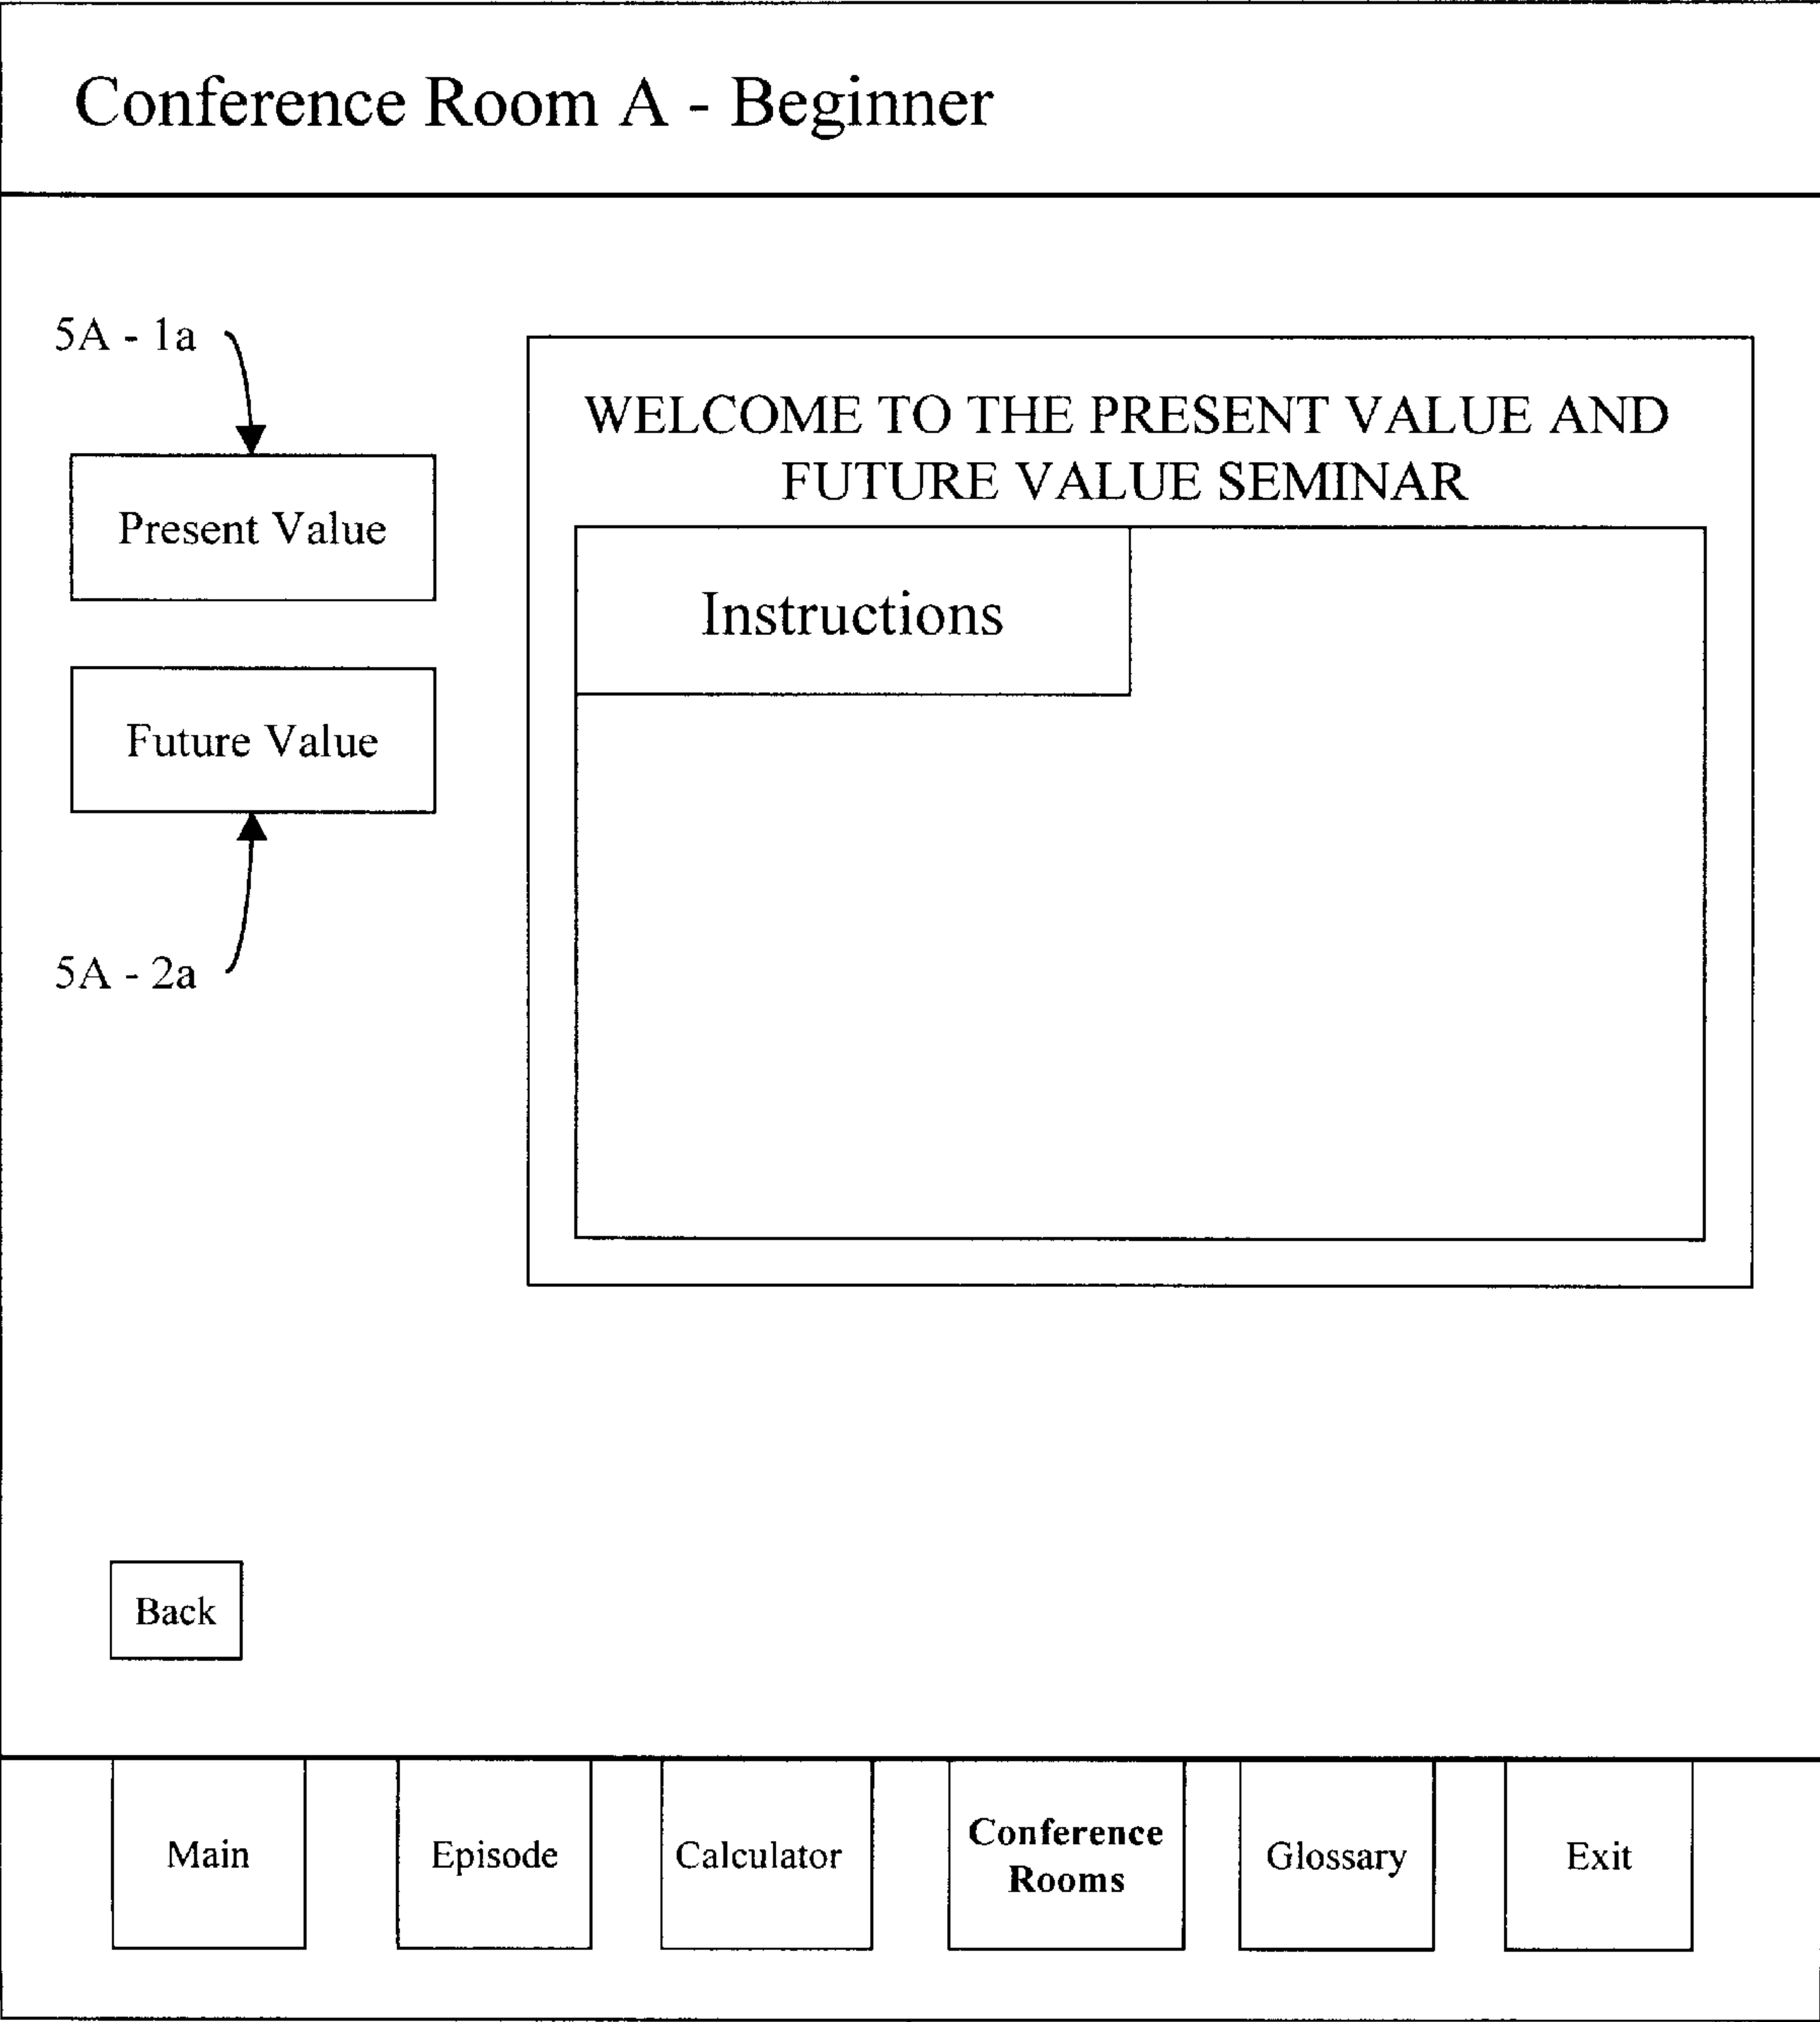 Conference Room A - Beginner
5A - 1a
Present Value
Future Value
5A - 2a
WELCOME TO THE PRESENT VALUE AND
FUTURE VALUE SEMINAR
Instructions
Back
Main
Episode
Calculator
Conference
Rooms
Glossary
Exit